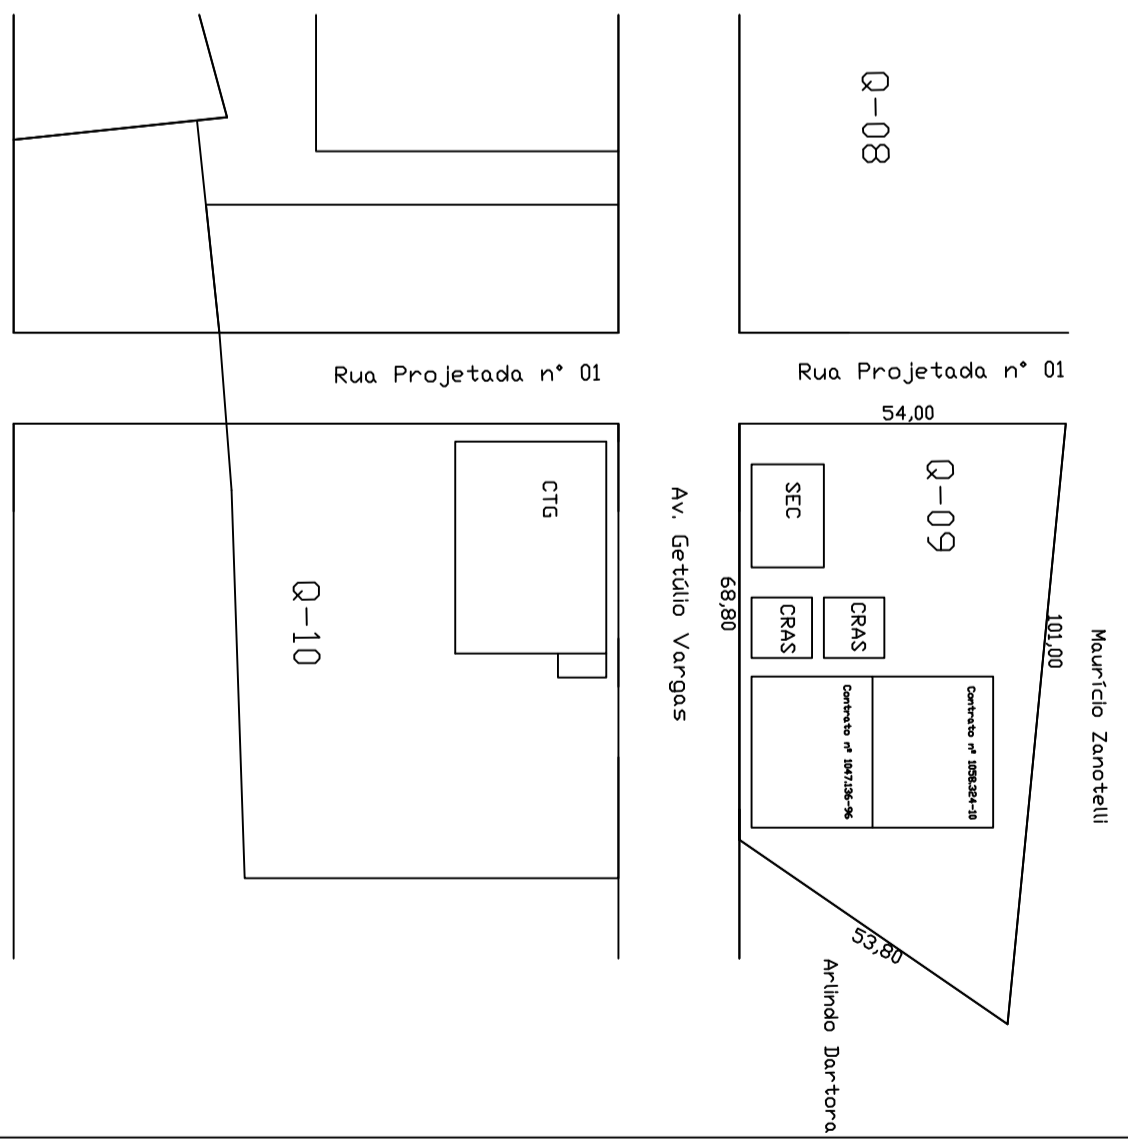 Q-08
Rua Projetada n° 01
Rua Projetada n° 01
54,00
Q-09
SEC
CTG
Av. Getúlio Vargas
68,80
CRAS
CRAS
101,00
Maurício Zanotelli
Q-10
Contrato nº 1047.136-96
Contrato nº 1058.324-10
53,80
Arlindo Dartora